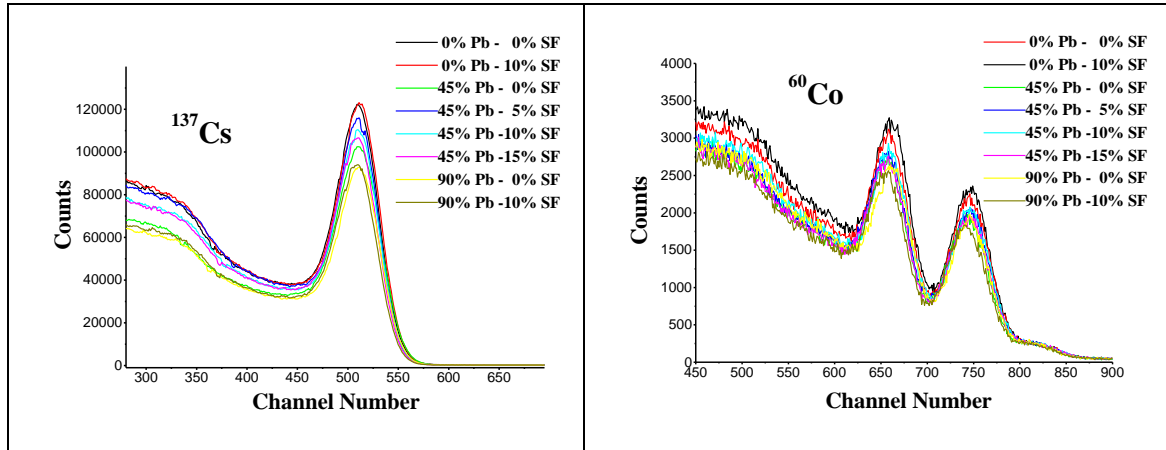 0% Pb - 0% SF
0% Pb - 10% SF
45% Pb - 0% SF
45% Pb - 5% SF
45% Pb -10% SF
45% Pb -15% SF
90% Pb - 0% SF
90% Pb -10% SF
¹³⁷Cs
120000
100000
80000
60000
40000
20000
0
Counts
300 350 400 450 500 550 600 650
Channel Number
0% Pb - 0% SF
0% Pb - 10% SF
45% Pb - 0% SF
45% Pb - 5% SF
45% Pb -10% SF
45% Pb -15% SF
90% Pb - 0% SF
90% Pb -10% SF
⁶⁰Co
4000
3500
3000
2500
2000
1500
1000
500
0
Counts
450 500 550 600 650 700 750 800 850 900
Channel Number